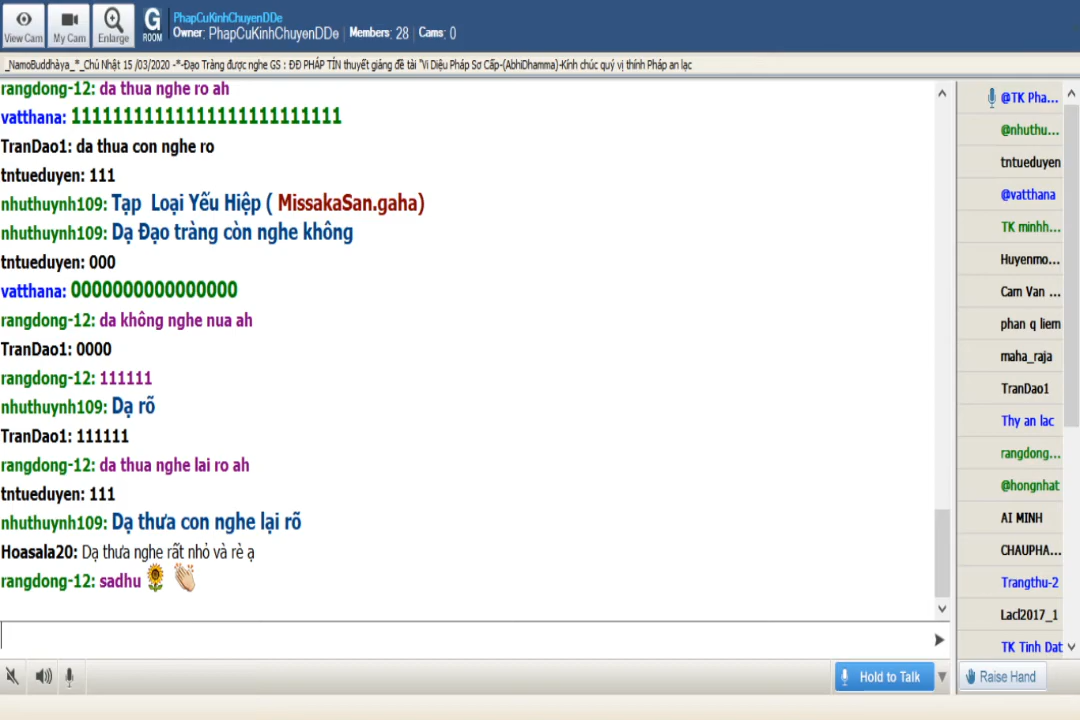 View Cam
My Cam
Enlarge
G
ROOM
PhapCuKinhChuyenDDe
Owner: PhapCuKinhChuyenDDe | Members: 28 | Cams: 0
_NamoBuddhàya_*_Chủ Nhật 15 /03/2020 -*-Đạo Tràng được nghe GS : ĐĐ PHÁP TÍN thuyết giảng đề tài "Vi Diệu Pháp Sơ Cấp-(AbhiDhamma)-Kính chúc quý vị thính Pháp an lạc
rangdong-12: da thua nghe ro ah
vatthana: 11111111111111111111111111
TranDao1: da thua con nghe ro
tntueduyen: 111
nhuthuynh109: Tạp Loại Yếu Hiệp ( MissakaSan.gaha)
nhuthuynh109: Dạ Đạo tràng còn nghe không
tntueduyen: 000
vatthana: 0000000000000000
rangdong-12: da không nghe nua ah
TranDao1: 0000
rangdong-12: 111111
nhuthuynh109: Dạ rõ
TranDao1: 111111
rangdong-12: da thua nghe lai ro ah
tntueduyen: 111
nhuthuynh109: Dạ thưa con nghe lại rõ
Hoasala20: Dạ thưa nghe rất nhỏ và rè ạ
rangdong-12: sadhu
@TK Pha...
@nhuthu...
tntueduyen
@vatthana
TK minhh...
Huyenmo...
Cam Van ...
phan q liem
maha_raja
TranDao1
Thy an lac
rangdong...
@hongnhat
AI MINH
CHAUPHA...
Trangthu-2
Lacl2017_1
TK Tinh Dat
Hold to Talk
Raise Hand